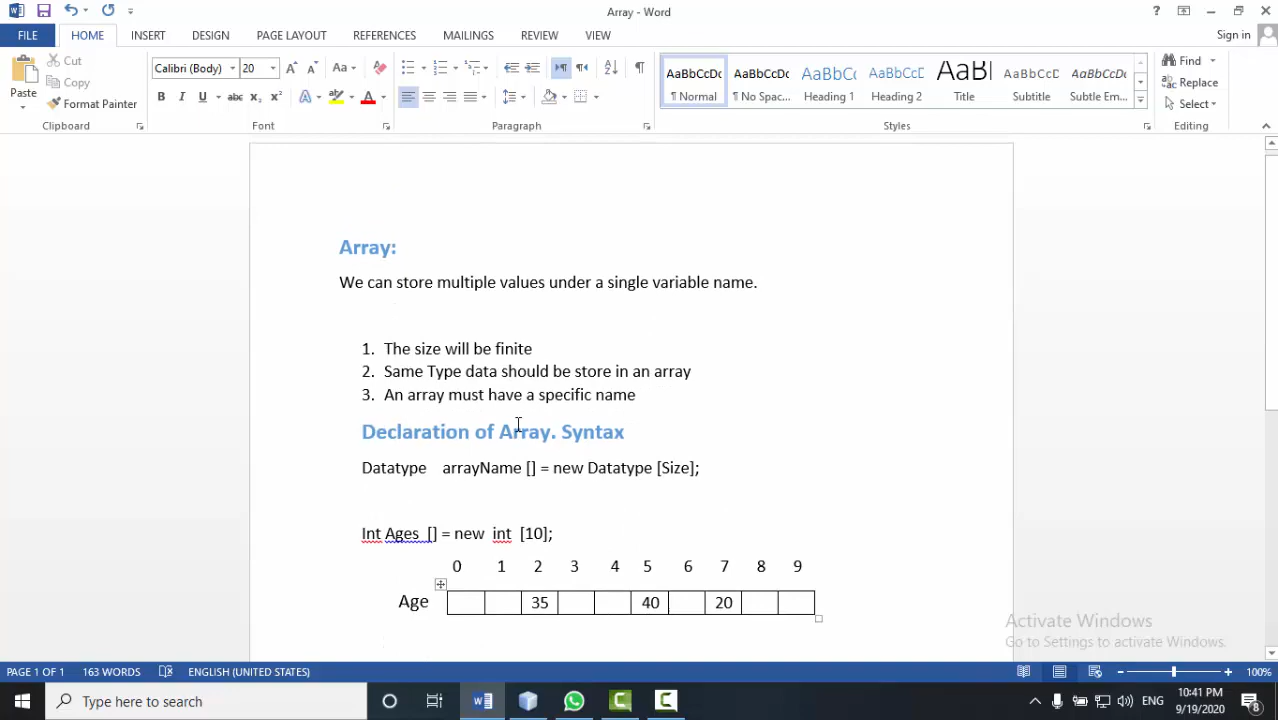 Array - Word
Sign in
FILE HOME INSERT DESIGN PAGE LAYOUT REFERENCES MAILINGS REVIEW VIEW
Paste
Cut
Copy
Format Painter
Clipboard
Calibri (Body) 20
Font
Paragraph
AaBbCcDc AaBbCcDc AaBbCc AaBbCcD AaBl AaBbCcD AaBbCcDc
¶ Normal ¶ No Spac... Heading 1 Heading 2 Title Subtitle Subtle Em...
Styles
Find
Replace
Select
Editing
Array:
We can store multiple values under a single variable name.
1. The size will be finite
2. Same Type data should be store in an array
3. An array must have a specific name
Declaration of Array. Syntax
Datatype arrayName [] = new Datatype [Size];
Int Ages [] = new int [10];
0 1 2 3 4 5 6 7 8 9
Age 35 40 20
Activate Windows
Go to Settings to activate Windows.
PAGE 1 OF 1 163 WORDS ENGLISH (UNITED STATES) 100%
Type here to search
ENG
10:41 PM
9/19/2020
8